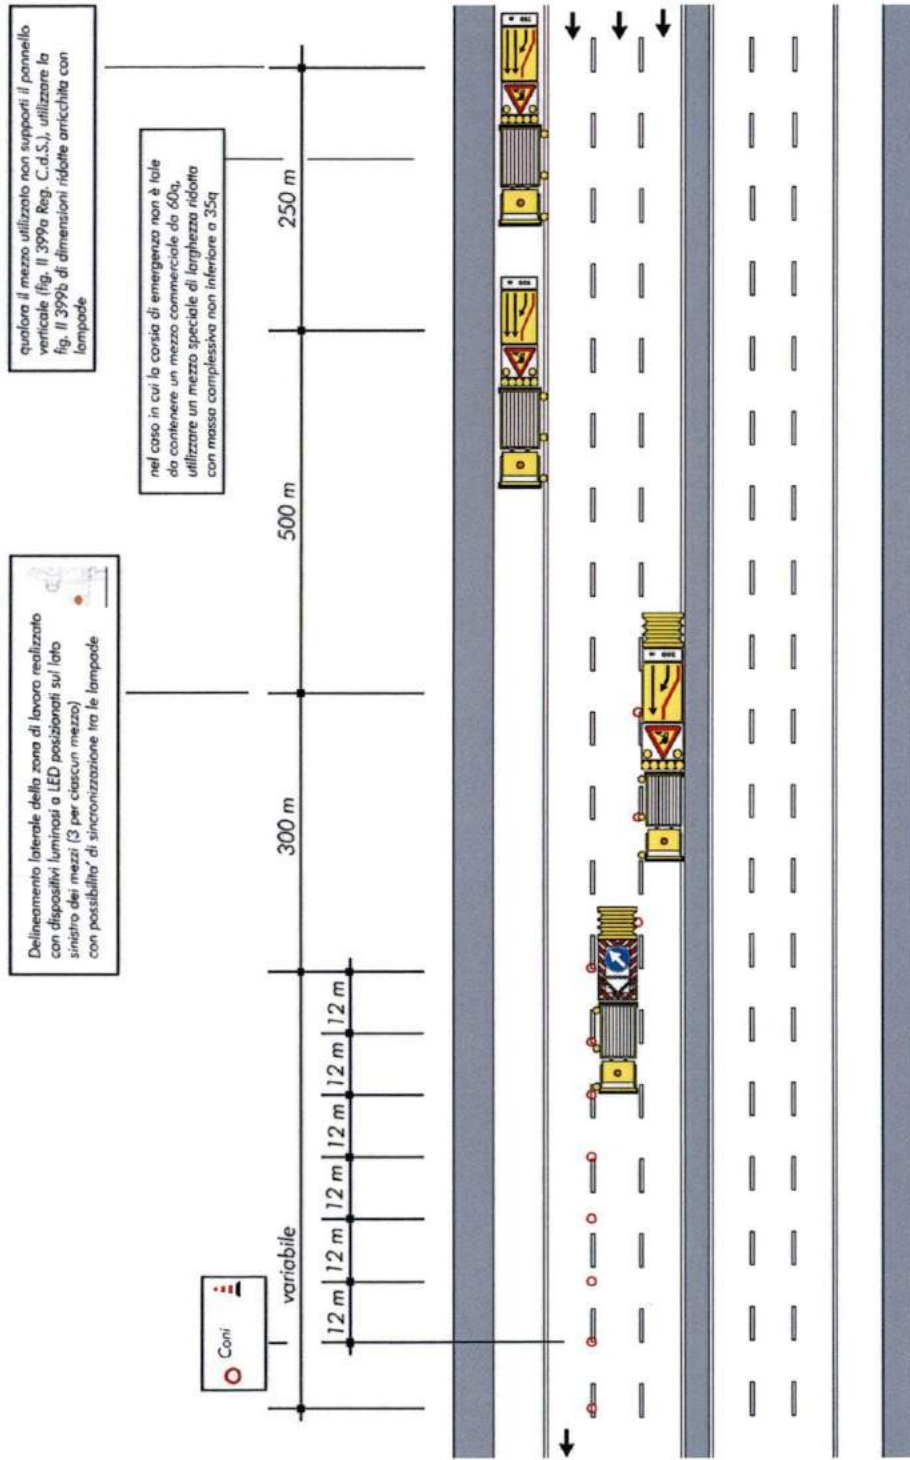 qualora il mezzo utilizzato non supporti il pannello
verticale (fig. II 399a Reg. C.d.S.), utilizzare la
fig. II 399b di dimensioni ridotte arricchita con
lampade
nel caso in cui la corsia di emergenza non è tale
da contenere un mezzo commerciale da 60q,
utilizzare un mezzo speciale di larghezza ridotta
con massa complessiva non inferiore a 35q
Delineamento laterale della zona di lavoro realizzato
con dispositivi luminosi a LED posizionati sul lato
sinistro dei mezzi (3 per ciascun mezzo)
con possibilita' di sincronizzazione tra le lampade
Coni
variabile
300 m
500 m
250 m
12 m
12 m
12 m
12 m
12 m
12 m
300 m